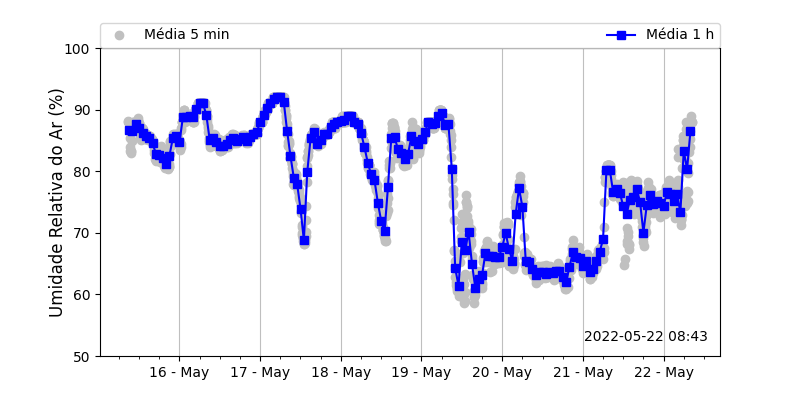 Média 5 min
Média 1 h
100
90
80
70
60
50
Umidade Relativa do Ar (%)
2022-05-22 08:43
16 - May
17 - May
18 - May
19 - May
20 - May
21 - May
22 - May